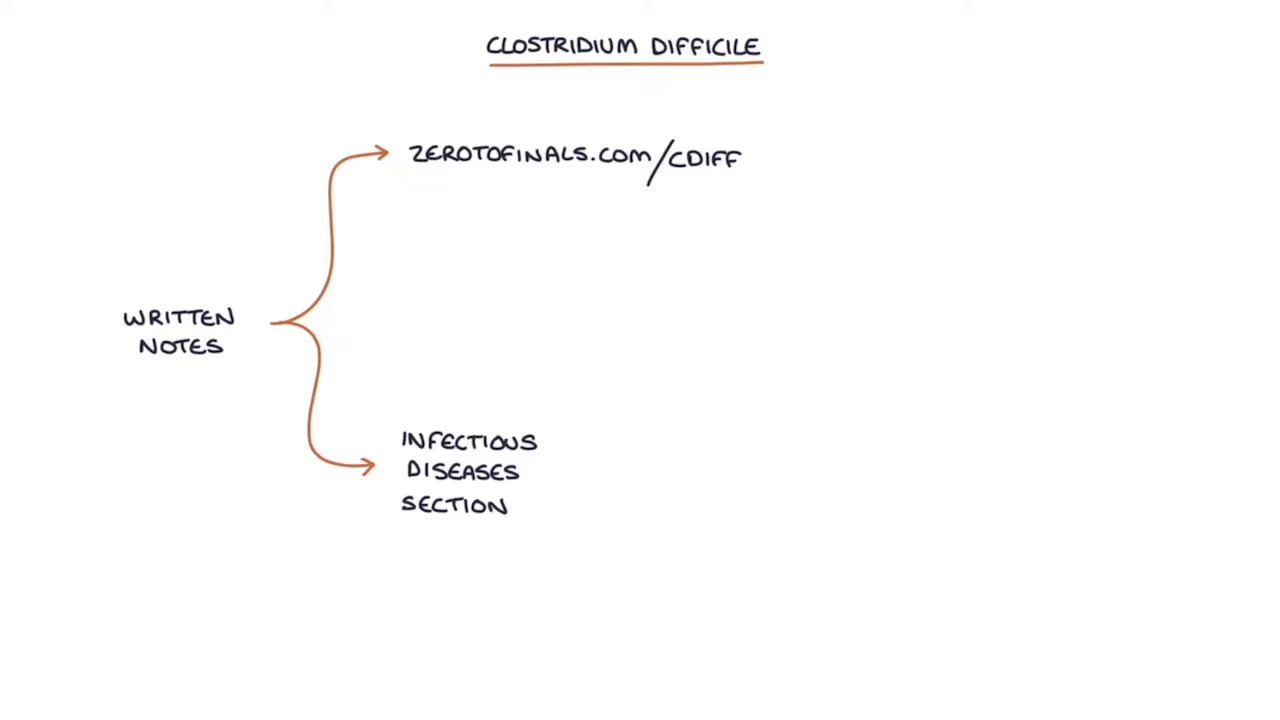 CLOSTRIDIUM DIFFICILE
ZEROTOFINALS.COM/CDIFF
WRITTEN
NOTES
INFECTIOUS
DISEASES
SECTION